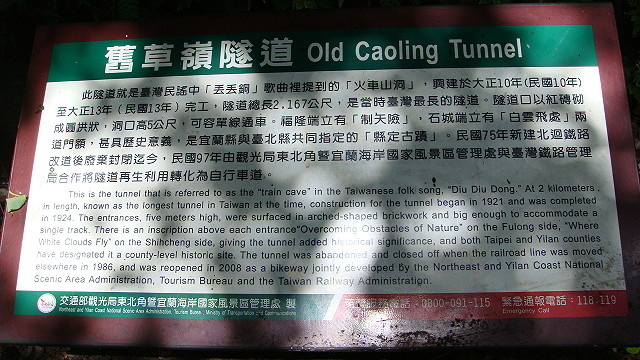 舊草嶺隧道 Old Caoling Tunnel
此隧道就是臺灣民謠中「丟丟銅」歌曲裡提到的「火車山洞」，興建於大正10年(民國10年)
至大正13年（民國13年）完工，隧道總長2,167公尺，是當時臺灣最長的隧道。隧道口以紅磚砌
成圓拱狀，洞口高5公尺，可容單線通車。福隆端立有「制天險」，石城端立有「白雲飛處」兩
道門額，甚具歷史意義，是宜蘭縣與臺北縣共同指定的「縣定古蹟」。民國75年新建北迴鐵路
改道後廢棄封閉迄今，民國97年由觀光局東北角暨宜蘭海岸國家風景區管理處與臺灣鐵路管理
局合作將隧道再生利用轉化為自行車道。
This is the tunnel that is referred to as the "train cave" in the Taiwanese folk song, "Diu Diu Dong." At 2 kilometers
in length, known as the longest tunnel in Taiwan at the time, construction for the tunnel began in 1921 and was completed
in 1924. The entrances, five meters high, were surfaced in arched-shaped brickwork and big enough to accommodate a
single track. There is an inscription above each entrance"Overcoming Obstacles of Nature" on the Fulong side, "Where
White Clouds Fly" on the Shihcheng side, giving the tunnel added historical significance, and both Taipei and Yilan counties
have designated it a county-level historic site. The tunnel was abandoned and closed off when the railroad line was moved
elsewhere in 1986, and was reopened in 2008 as a bikeway jointly developed by the Northeast and Yilan Coast National
Scenic Area Administration, Tourism Bureau and the Taiwan Railway Administration.
交通部觀光局東北角暨宜蘭海岸國家風景區管理處 製
Northeast and Yilan Coast National Scenic Area Administration, Tourism Bureau, Ministry of Transportation and Communications
服務電話：0800-091-115 緊急通報電話：118.119
Emergency Call